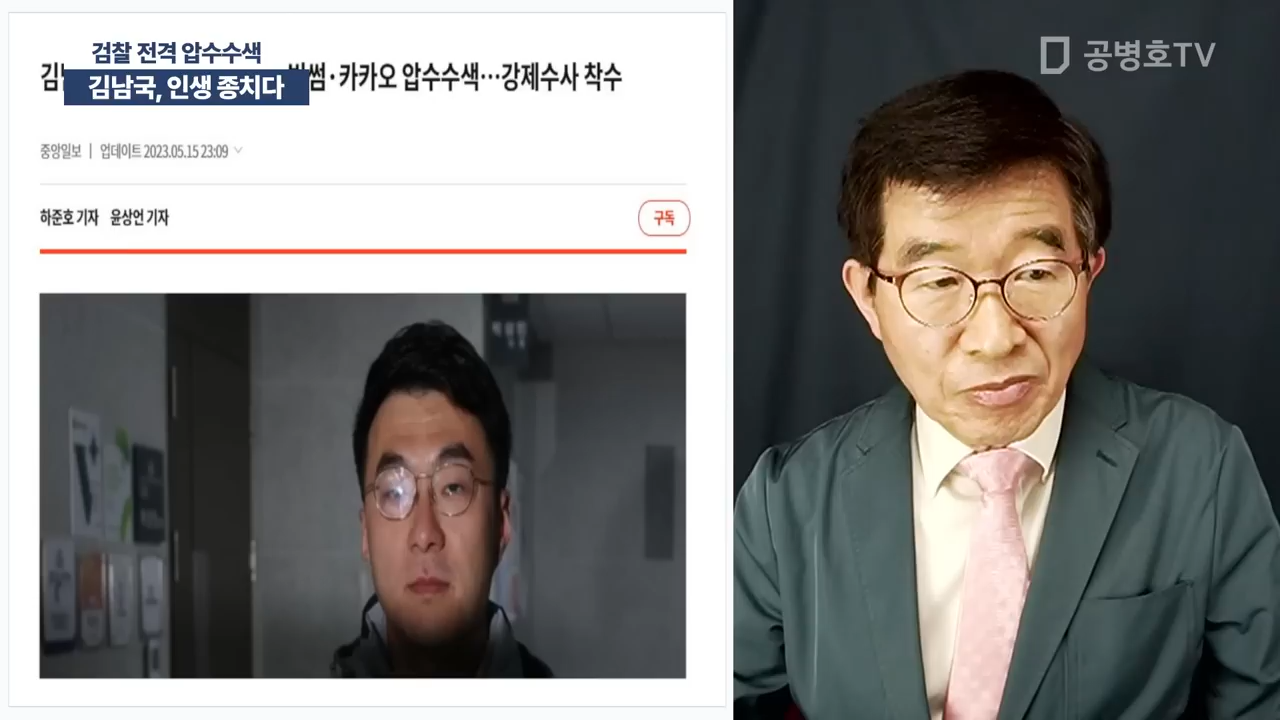 검찰 전격 압수수색
김남국, 인생 종치다
썸·카카오 압수수색…강제수사 착수
중앙일보 | 업데이트 2023.05.15 23:09
하준호 기자 윤상언 기자
구독
공병호TV